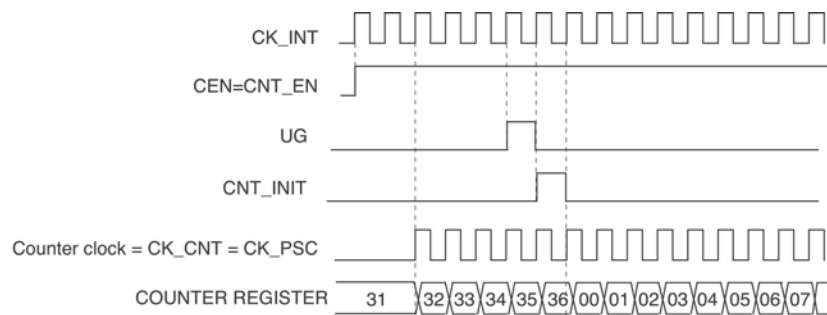 CK_INT
CEN=CNT_EN
UG
CNT_INIT
Counter clock = CK_CNT = CK_PSC
COUNTER REGISTER 31 32 33 34 35 36 00 01 02 03 04 05 06 07